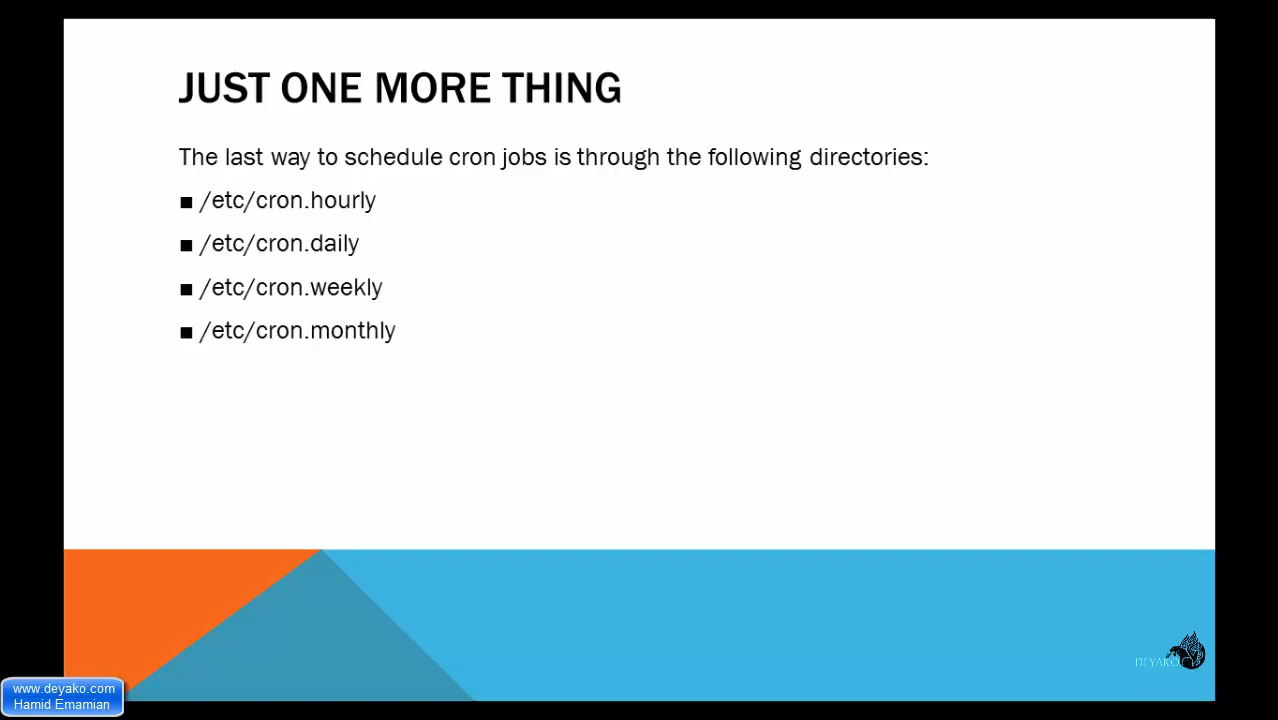 JUST ONE MORE THING
The last way to schedule cron jobs is through the following directories:
■ /etc/cron.hourly
■ /etc/cron.daily
■ /etc/cron.weekly
■ /etc/cron.monthly
DEYAKO
www.deyako.com
Hamid Emamian